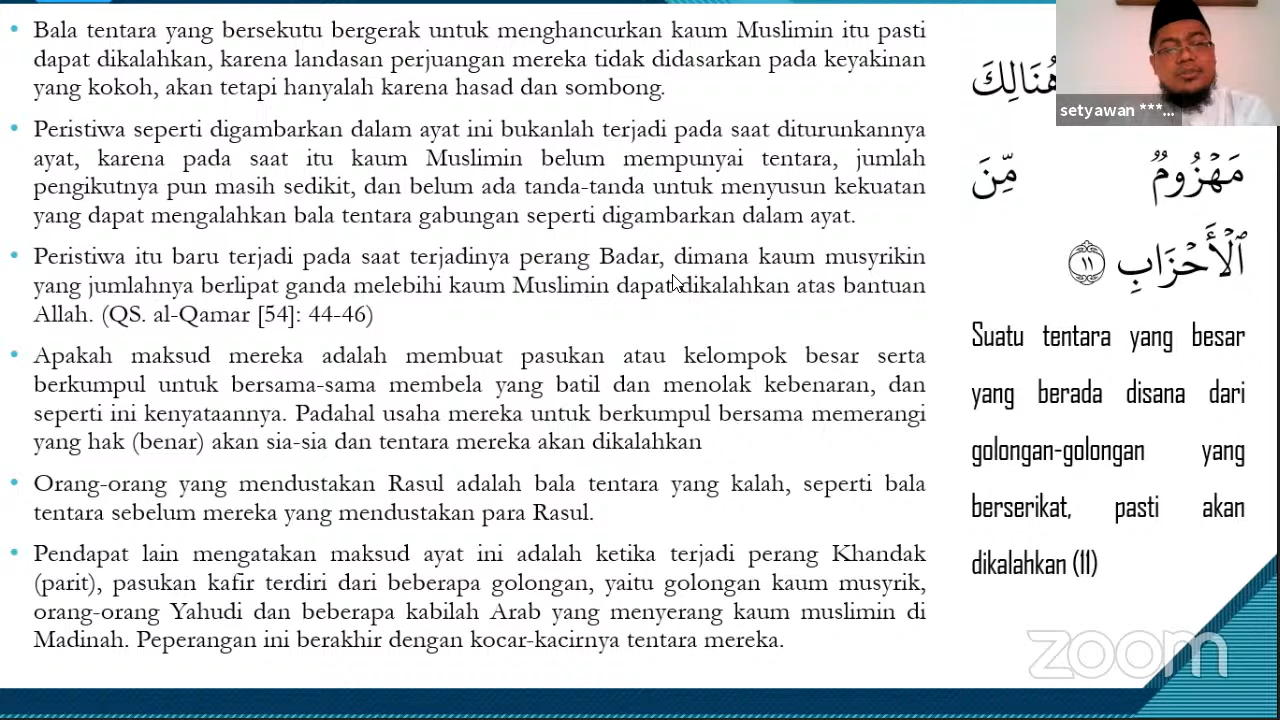 • Bala tentara yang bersekutu bergerak untuk menghancurkan kaum Muslimin itu pasti
dapat dikalahkan, karena landasan perjuangan mereka tidak didasarkan pada keyakinan
yang kokoh, akan tetapi hanyalah karena hasad dan sombong.
• Peristiwa seperti digambarkan dalam ayat ini bukanlah terjadi pada saat diturunkannya
ayat, karena pada saat itu kaum Muslimin belum mempunyai tentara, jumlah
pengikutnya pun masih sedikit, dan belum ada tanda-tanda untuk menyusun kekuatan
yang dapat mengalahkan bala tentara gabungan seperti digambarkan dalam ayat.
• Peristiwa itu baru terjadi pada saat terjadinya perang Badar, dimana kaum musyrikin
yang jumlahnya berlipat ganda melebihi kaum Muslimin dapat dikalahkan atas bantuan
Allah. (QS. al-Qamar [54]: 44-46)
• Apakah maksud mereka adalah membuat pasukan atau kelompok besar serta
berkumpul untuk bersama-sama membela yang batil dan menolak kebenaran, dan
seperti ini kenyataannya. Padahal usaha mereka untuk berkumpul bersama memerangi
yang hak (benar) akan sia-sia dan tentara mereka akan dikalahkan
• Orang-orang yang mendustakan Rasul adalah bala tentara yang kalah, seperti bala
tentara sebelum mereka yang mendustakan para Rasul.
• Pendapat lain mengatakan maksud ayat ini adalah ketika terjadi perang Khandak
(parit), pasukan kafir terdiri dari beberapa golongan, yaitu golongan kaum musyrik,
orang-orang Yahudi dan beberapa kabilah Arab yang menyerang kaum muslimin di
Madinah. Peperangan ini berakhir dengan kocar-kacirnya tentara mereka.
هُنَالِكَ
مَهْزُومٌ مِّنَ
ٱلْأَحْزَابِ ١١
Suatu tentara yang besar
yang berada disana dari
golongan-golongan yang
berserikat, pasti akan
dikalahkan (11)
setyawan ***...
zoom